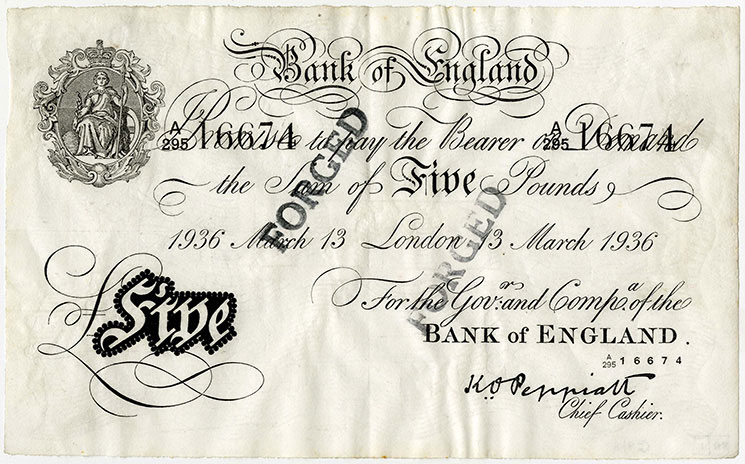 Bank of England
A/295 16674 A/295 16674
I Promise to pay the Bearer on Demand
the Sum of Five Pounds
FORGED
FORGED
1936 March 13 London 13 March 1936
Five
For the Gov.r and Comp.a of the
BANK of ENGLAND.
A/295 16674
K.O. Peppiatt
Chief Cashier.